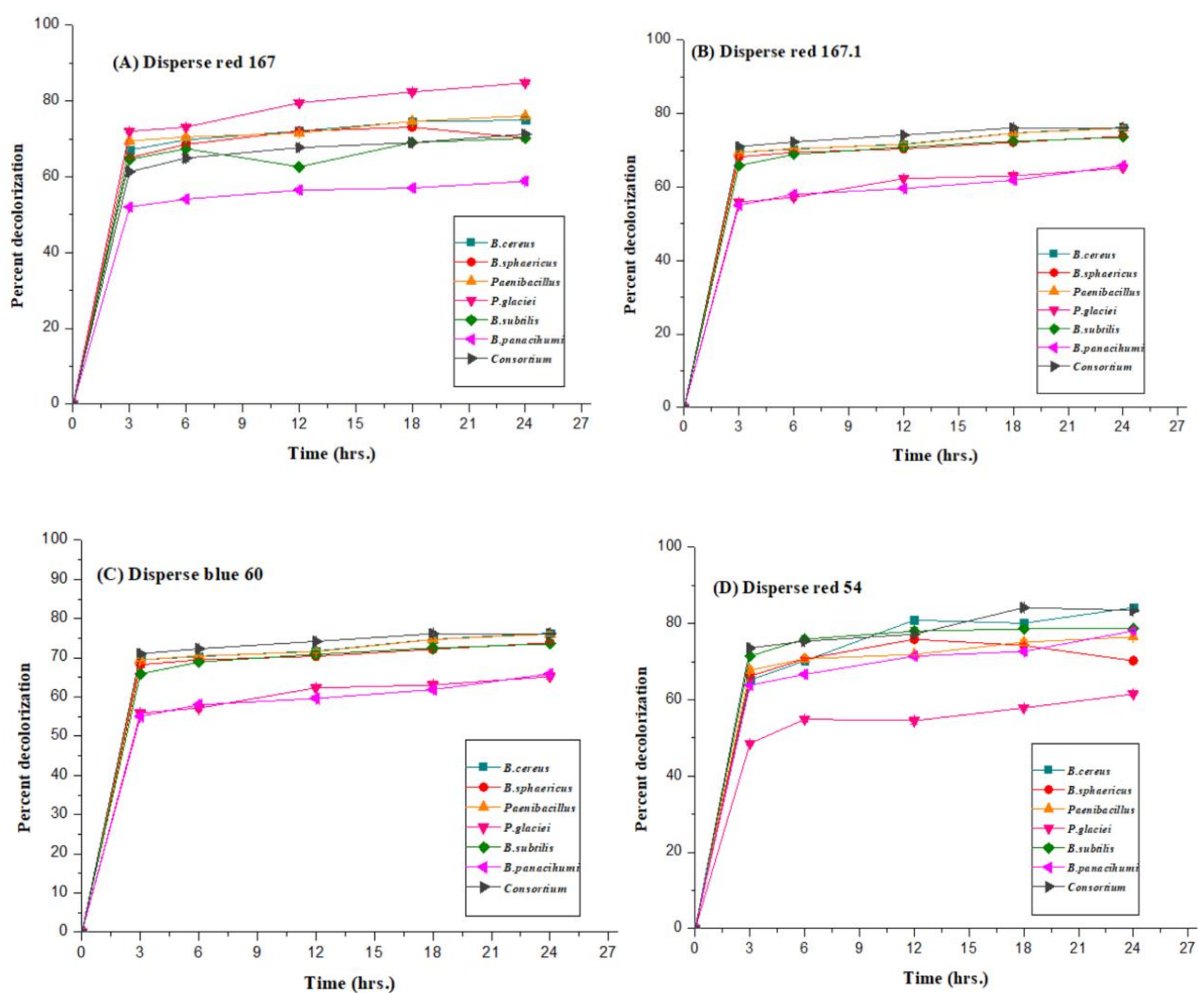 (A) Disperse red 167
Percent decolorization
100
80
60
40
20
0
B.cereus
B.sphaericus
Paenibacillus
P.glaciei
B.subrilis
B.panacihumi
Consortium
0 3 6 9 12 15 18 21 24 27
Time (hrs.)
(B) Disperse red 167.1
Percent decolorization
100
80
60
40
20
0
B.cereus
B.sphaericus
Paenibacillus
P.glaciei
B.subrilis
B.panacihumi
Consortium
0 3 6 9 12 15 18 21 24 27
Time (hrs.)
(C) Disperse blue 60
Percent decolorization
100
90
80
70
60
50
40
30
20
10
0
B.cereus
B.sphaericus
Paenibacillus
P.glaciei
B.subrilis
B.panacihumi
Consortium
0 3 6 9 12 15 18 21 24 27
Time (hrs.)
(D) Disperse red 54
Percent decolorization
100
80
60
40
20
0
B.cereus
B.sphaericus
Paenibacillus
P.glaciei
B.subrilis
B.panacihumi
Consortium
0 3 6 9 12 15 18 21 24 27
Time (hrs.)